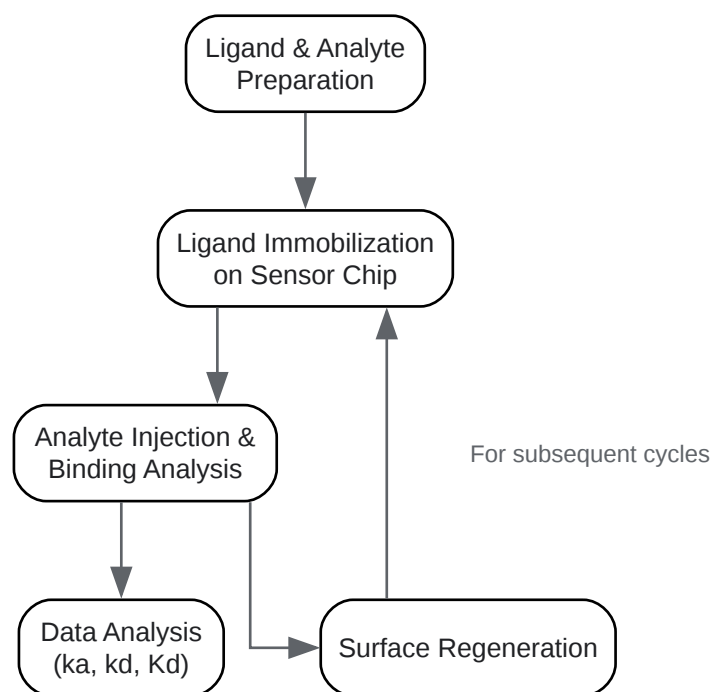 Ligand & Analyte
Preparation
Ligand Immobilization
on Sensor Chip
Analyte Injection &
Binding Analysis
For subsequent cycles
Data Analysis
(ka, kd, Kd)
Surface Regeneration